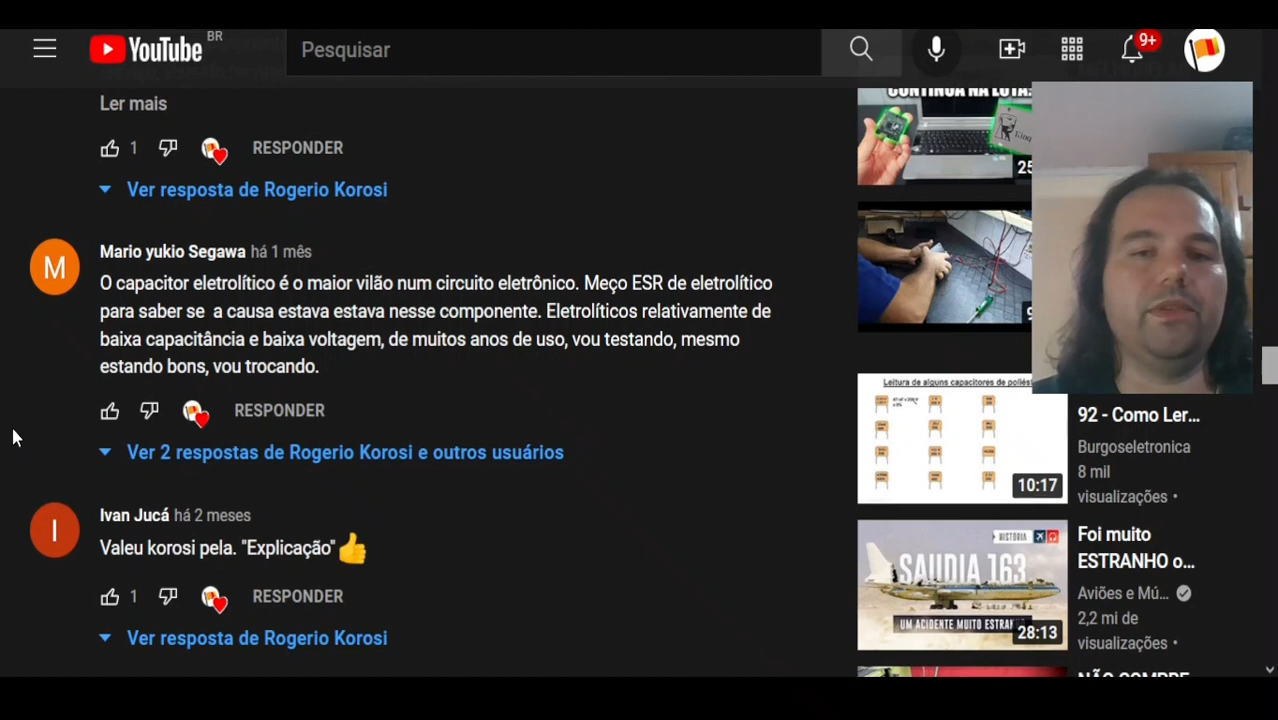 YouTube BR
Pesquisar
9+
Ler mais
1
RESPONDER
Ver resposta de Rogerio Korosi
M
Mario yukio Segawa há 1 mês
O capacitor eletrolítico é o maior vilão num circuito eletrônico. Meço ESR de eletrolítico
para saber se a causa estava estava nesse componente. Eletrolíticos relativamente de
baixa capacitância e baixa voltagem, de muitos anos de uso, vou testando, mesmo
estando bons, vou trocando.
RESPONDER
Ver 2 respostas de Rogerio Korosi e outros usuários
I
Ivan Jucá há 2 meses
Valeu korosi pela. "Explicação"👍
1
RESPONDER
Ver resposta de Rogerio Korosi
CONTINUA NA LUTA.
25
Leitura de alguns capacitores de poliést
10:17
92 - Como Ler...
Burgoseletronica
8 mil
visualizações •
HISTÓRIA
SAUDIA 163
UM ACIDENTE MUITO ESTRAN
28:13
Foi muito
ESTRANHO o...
Aviões e Mú...
2,2 mi de
visualizações •
NÃO COMPRE